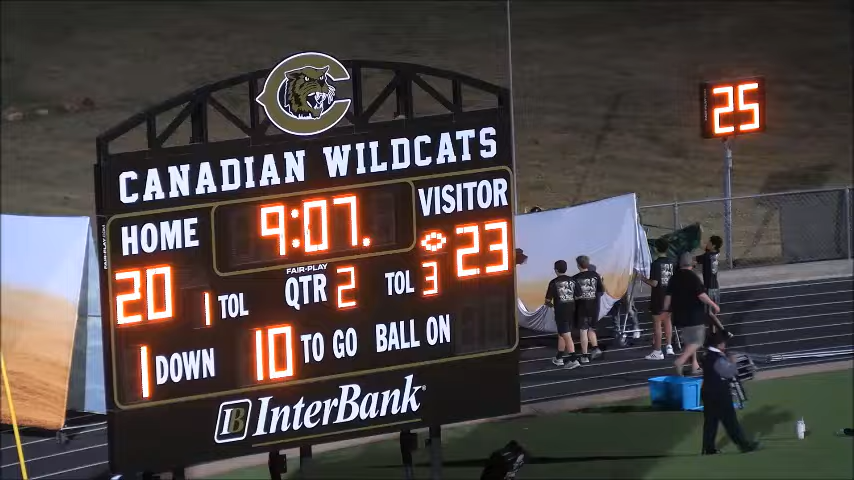 25
CANADIAN WILDCATS
HOME 9:07. VISITOR
FAIR-PLAY
20 1 TOL QTR 2 TOL 3 23
1 DOWN 10 TO GO BALL ON
B InterBank